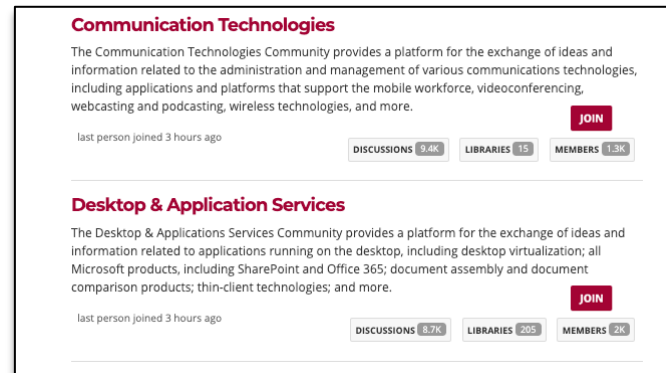 Communication Technologies
The Communication Technologies Community provides a platform for the exchange of ideas and
information related to the administration and management of various communications technologies,
including applications and platforms that support the mobile workforce, videoconferencing,
webcasting and podcasting, wireless technologies, and more.
JOIN
last person joined 3 hours ago
DISCUSSIONS 9.4K LIBRARIES 15 MEMBERS 1.3K
Desktop & Application Services
The Desktop & Applications Services Community provides a platform for the exchange of ideas and
information related to applications running on the desktop, including desktop virtualization; all
Microsoft products, including SharePoint and Office 365; document assembly and document
comparison products; thin-client technologies; and more.
JOIN
last person joined 3 hours ago
DISCUSSIONS 8.7K LIBRARIES 205 MEMBERS 2K